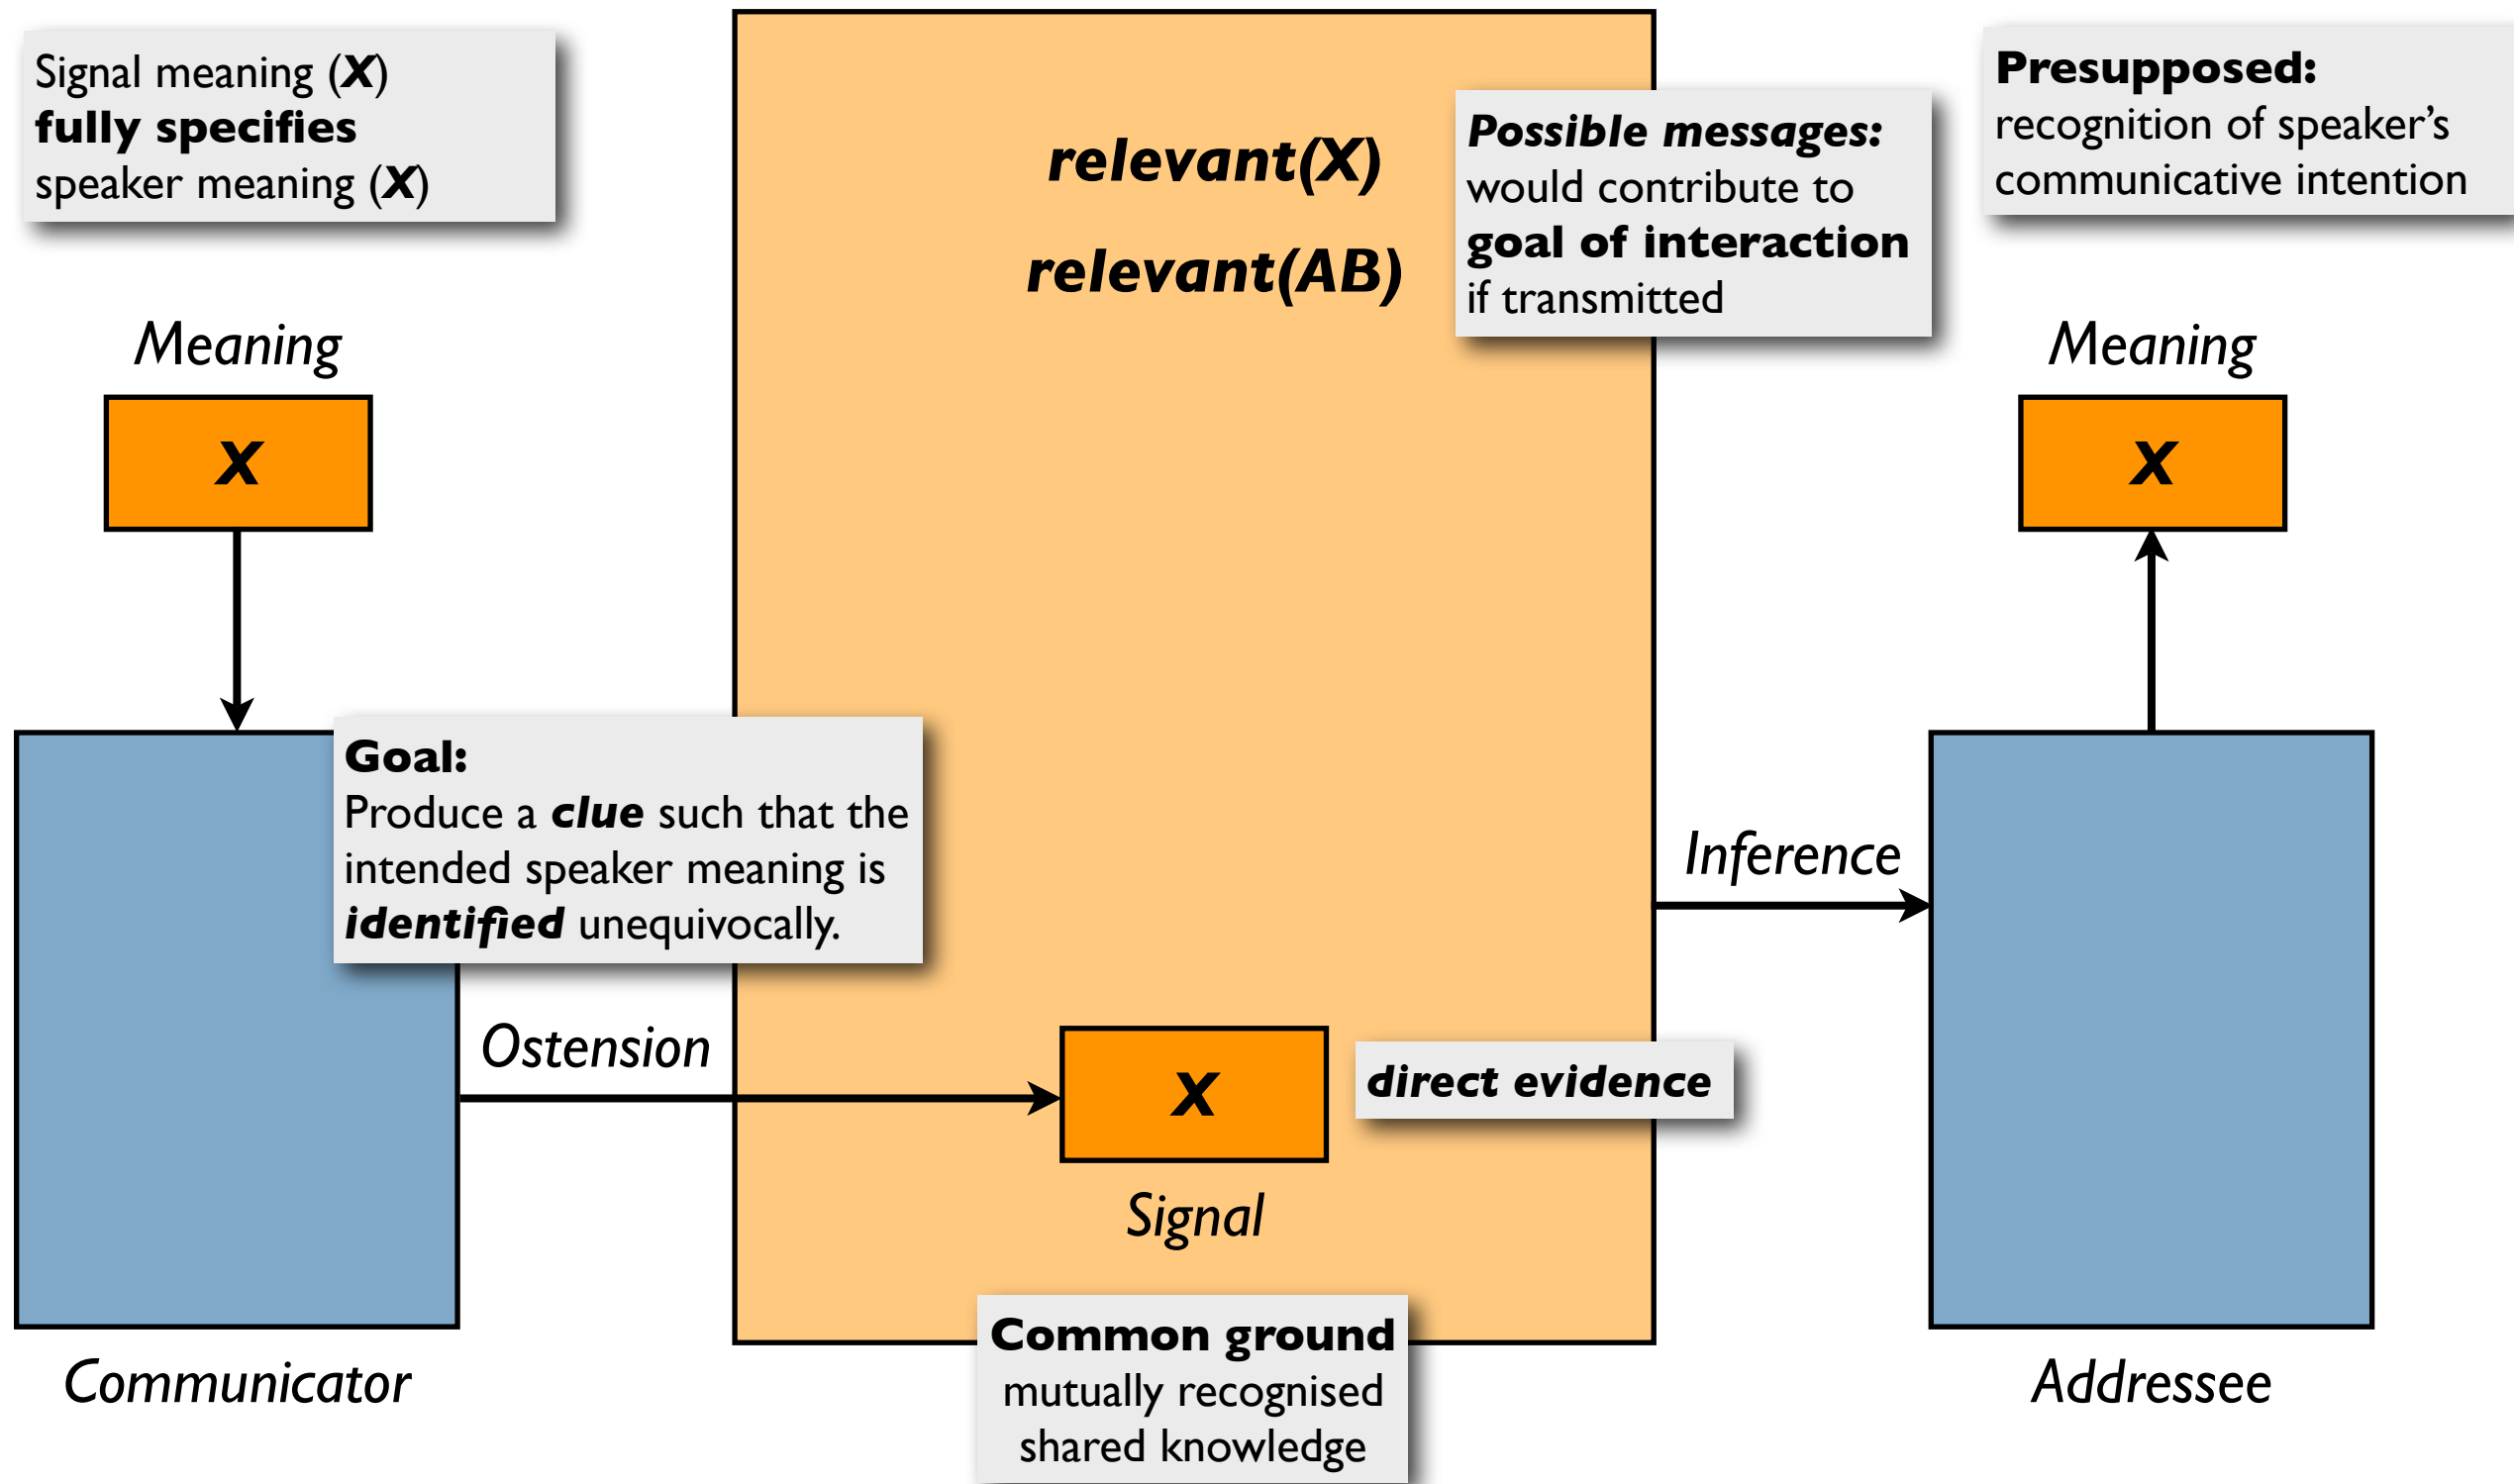 Signal meaning (X)
fully specifies
speaker meaning (X)
relevant(X)
relevant(AB)
Possible messages:
would contribute to
goal of interaction
if transmitted
Presupposed:
recognition of speaker’s
communicative intention
Meaning
X
Meaning
X
Goal:
Produce a clue such that the
intended speaker meaning is
identified unequivocally.
Inference
Ostension
X
direct evidence
Signal
Common ground
mutually recognised
shared knowledge
Communicator
Addressee